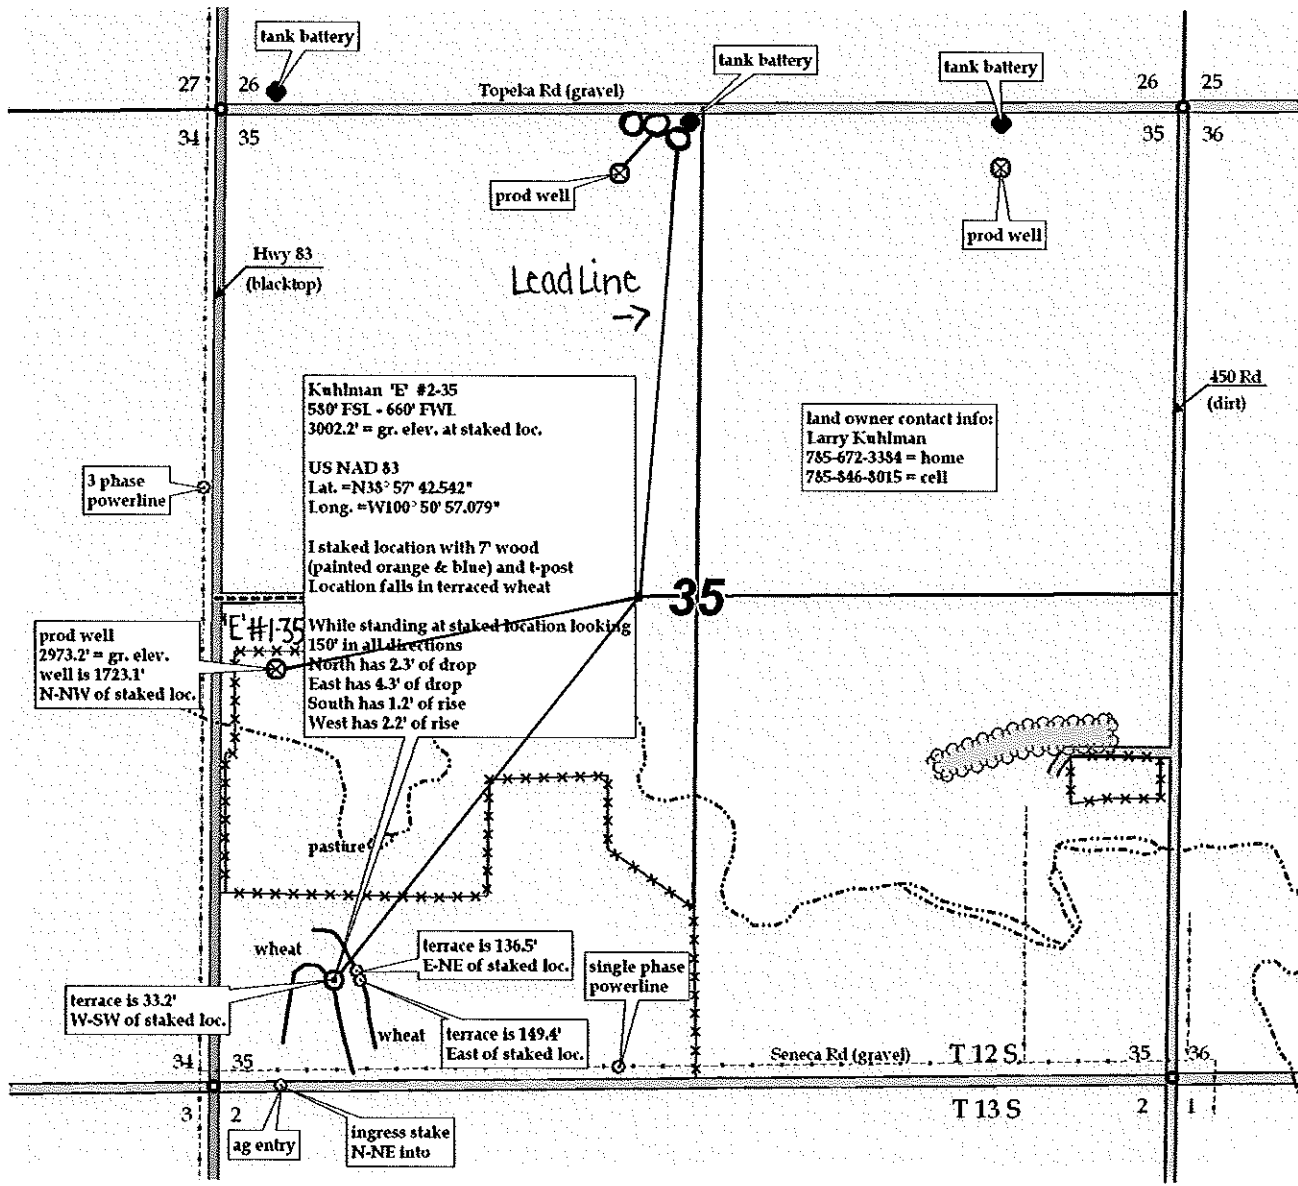 tank battery
tank battery
tank battery
27
26
26
25
Topeka Rd (gravel)
34
35
35
36
prod well
prod well
Hwy 83
(blacktop)
LeadLine
Kuhlman 'E' #2-35
580' FSL - 660' FWL
3002.2' = gr. elev. at staked loc.
US NAD 83
Lat. =N38° 57' 42.542"
Long. =W100° 50' 57.079"
I staked location with 7' wood
(painted orange & blue) and t-post
Location falls in terraced wheat
While standing at staked location looking
150' in all directions
North has 2.3' of drop
East has 4.3' of drop
South has 1.2' of rise
West has 2.2' of rise
land owner contact info:
Larry Kuhlman
785-672-3384 = home
785-846-8015 = cell
450 Rd
(dirt)
3 phase
powerline
35
'E'#1-35
prod well
2973.2' = gr. elev.
well is 1723.1'
N-NW of staked loc.
pasture
wheat
terrace is 136.5'
E-NE of staked loc.
single phase
powerline
terrace is 33.2'
W-SW of staked loc.
wheat
terrace is 149.4'
East of staked loc.
34
35
Seneca Rd (gravel)
T 12 S
35
36
3
2
T 13 S
2
1
ag entry
ingress stake
N-NE into